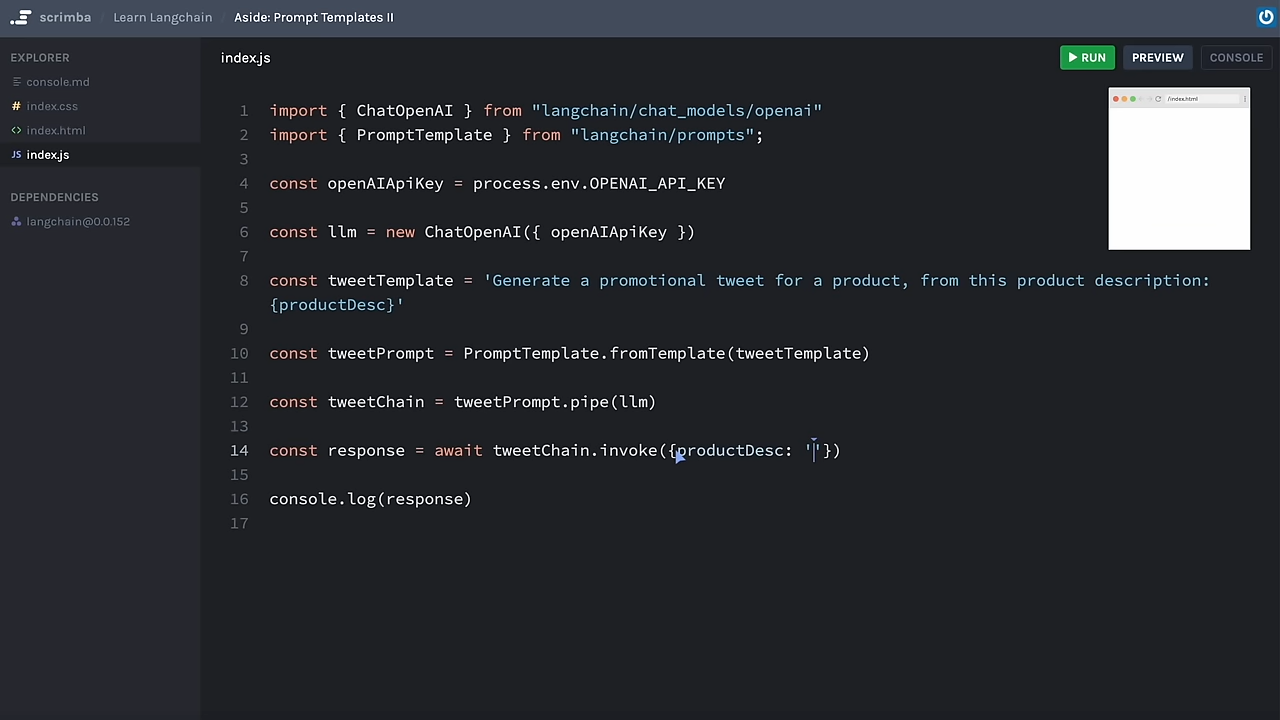 scrimba / Learn Langchain / Aside: Prompt Templates II
EXPLORER
console.md
# index.css
<> index.html
JS index.js
DEPENDENCIES
langchain@0.0.152
index.js
RUN
PREVIEW
CONSOLE
/index.html
1 import { ChatOpenAI } from "langchain/chat_models/openai"
2 import { PromptTemplate } from "langchain/prompts";
3
4 const openAIApiKey = process.env.OPENAI_API_KEY
5
6 const llm = new ChatOpenAI({ openAIApiKey })
7
8 const tweetTemplate = 'Generate a promotional tweet for a product, from this product description:
{productDesc}'
9
10 const tweetPrompt = PromptTemplate.fromTemplate(tweetTemplate)
11
12 const tweetChain = tweetPrompt.pipe(llm)
13
14 const response = await tweetChain.invoke({productDesc: ''})
15
16 console.log(response)
17